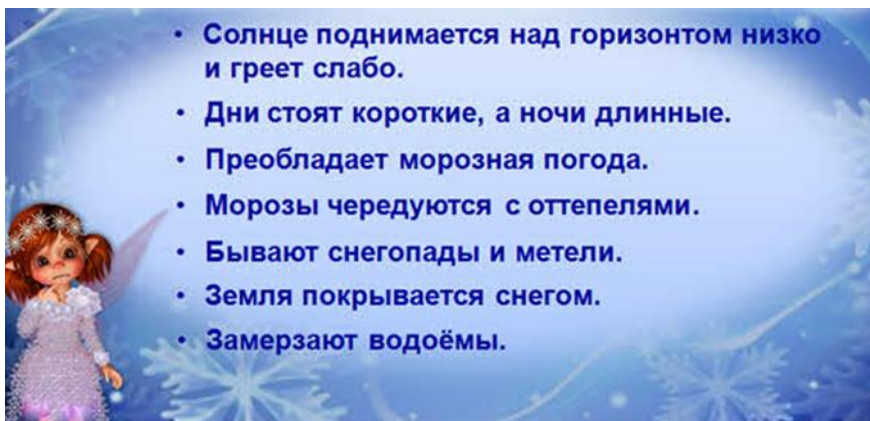 • Солнце поднимается над горизонтом низко
и греет слабо.
• Дни стоят короткие, а ночи длинные.
• Преобладает морозная погода.
• Морозы чередуются с оттепелями.
• Бывают снегопады и метели.
• Земля покрывается снегом.
• Замерзают водоёмы.